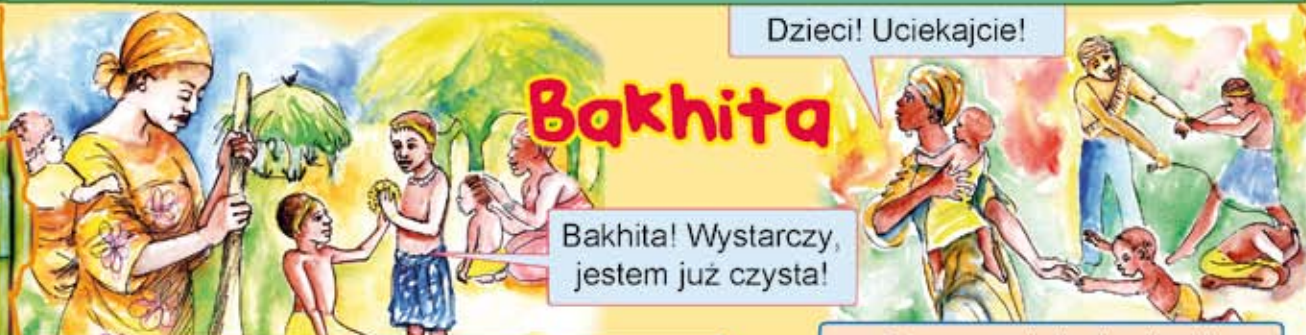 Dzieci! Uciekajcie!
Bakhita
Bakhita! Wystarczy,
jestem już czysta!